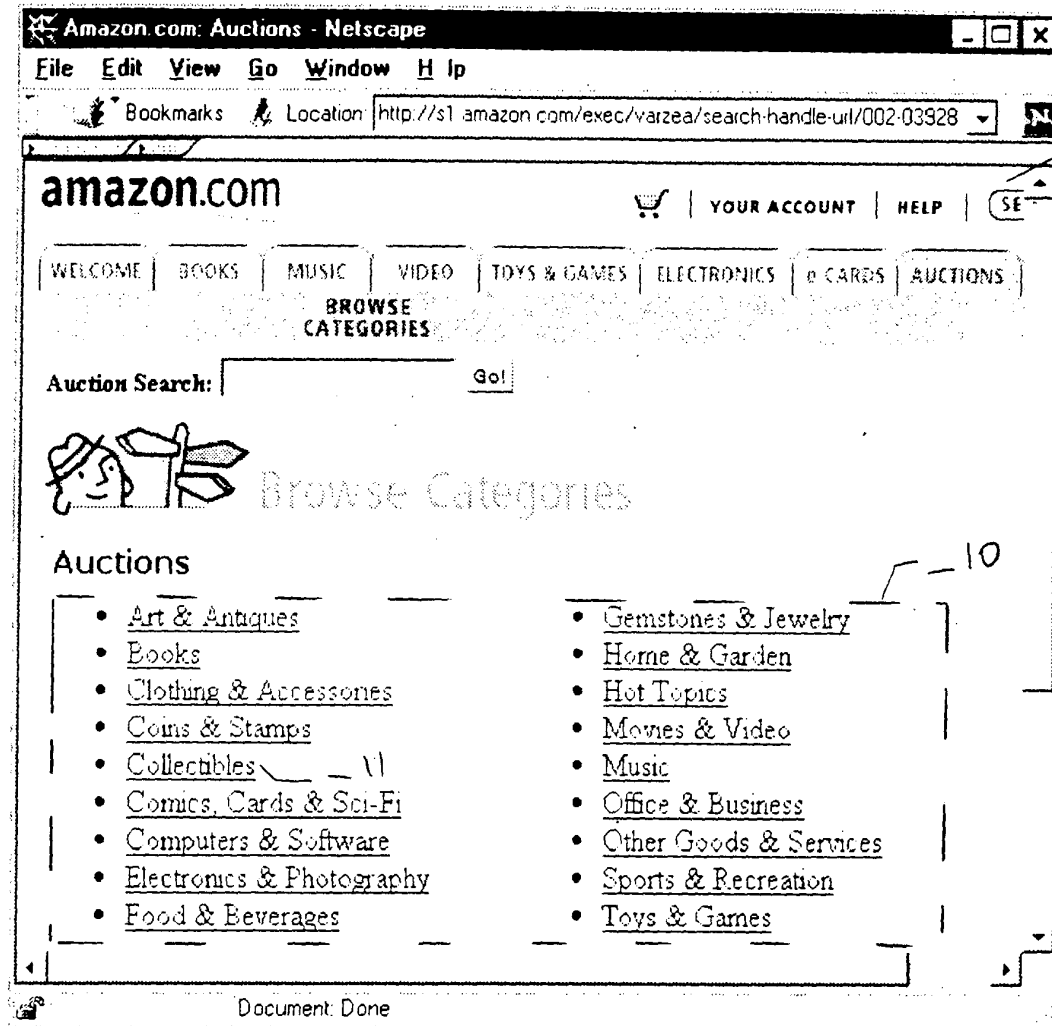 Amazon.com: Auctions - Netscape
File Edit View Go Window H lp
Bookmarks Location: http://s1.amazon.com/exec/varzea/search-handle-url/002-03928
N
amazon.com
YOUR ACCOUNT | HELP | SE
WELCOME BOOKS MUSIC VIDEO TOYS & GAMES ELECTRONICS e-CARDS AUCTIONS
BROWSE
CATEGORIES
Auction Search: Go!
Browse Categories
Auctions
10
• Art & Antiques • Gemstones & Jewelry
• Books • Home & Garden
• Clothing & Accessories • Hot Topics
• Coins & Stamps • Movies & Video
• Collectibles 11 • Music
• Comics, Cards & Sci-Fi • Office & Business
• Computers & Software • Other Goods & Services
• Electronics & Photography • Sports & Recreation
• Food & Beverages • Toys & Games
Document: Done